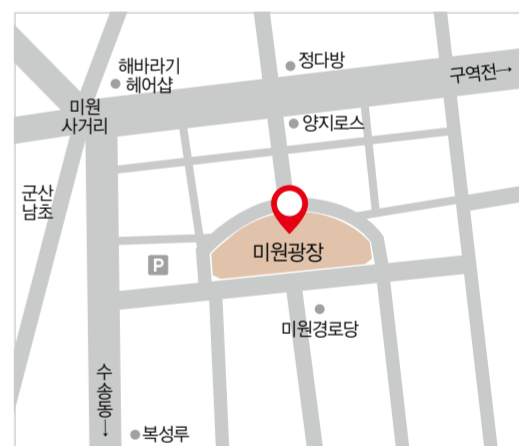 해바라기
헤어샵
정다방
구역전→
미원
사거리
양지로스
군산
남초
미원광장
P
미원경로당
수송동→
복성루